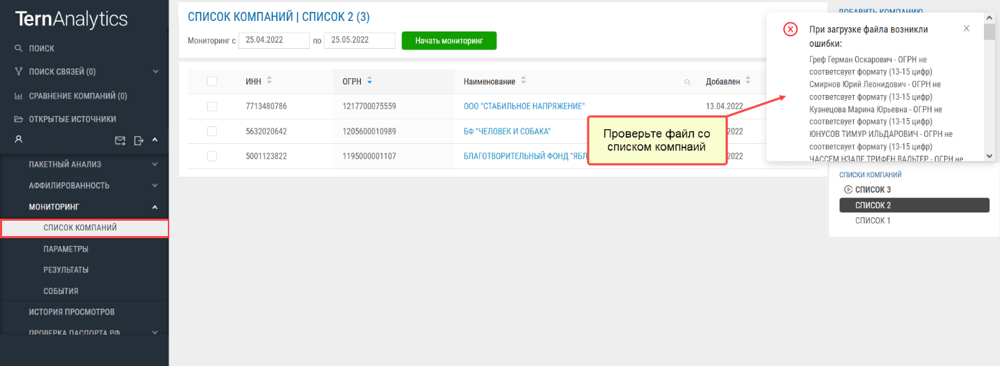 TernAnalytics
ПОИСК
ПОИСК СВЯЗЕЙ (0)
СРАВНЕНИЕ КОМПАНИЙ (0)
ОТКРЫТЫЕ ИСТОЧНИКИ
ПАКЕТНЫЙ АНАЛИЗ
АФФИЛИРОВАННОСТЬ
МОНИТОРИНГ
СПИСОК КОМПАНИЙ
ПАРАМЕТРЫ
РЕЗУЛЬТАТЫ
СОБЫТИЯ
ИСТОРИЯ ПРОСМОТРОВ
ПРОВЕРКА ПАСПОРТА РФ
СПИСОК КОМПАНИЙ | СПИСОК 2 (3)
Мониторинг с 25.04.2022 по 25.05.2022 Начать мониторинг
ИНН ОГРН Наименование Добавлен
7713480786 1217700075559 ООО "СТАБИЛЬНОЕ НАПРЯЖЕНИЕ" 13.04.2022
5632020642 1205600010989 БФ "ЧЕЛОВЕК И СОБАКА" 2022
5001123822 1195000001107 БЛАГОТВОРИТЕЛЬНЫЙ ФОНД "ЯБЛ 2022
Проверьте файл со
списком компнаий
ДОБАВИТЬ КОМПАНИЮ
При загрузке файла возникли
ошибки:
Греф Герман Оскарович - ОГРН не
соответсвует формату (13-15 цифр)
Смирнов Юрий Леонидович - ОГРН не
соответсвует формату (13-15 цифр)
Кузнецова Марина Юрьевна - ОГРН не
соответсвует формату (13-15 цифр)
ЮНУСОВ ТИМУР ИЛЬДАРОВИЧ - ОГРН не
соответсвует формату (13-15 цифр)
ЧАССЕМ НЗАЛЕ ТРИФЕН ВАЛЬТЕР - ОГРН не
СПИСКИ КОМПАНИЙ
СПИСОК 3
СПИСОК 2
СПИСОК 1